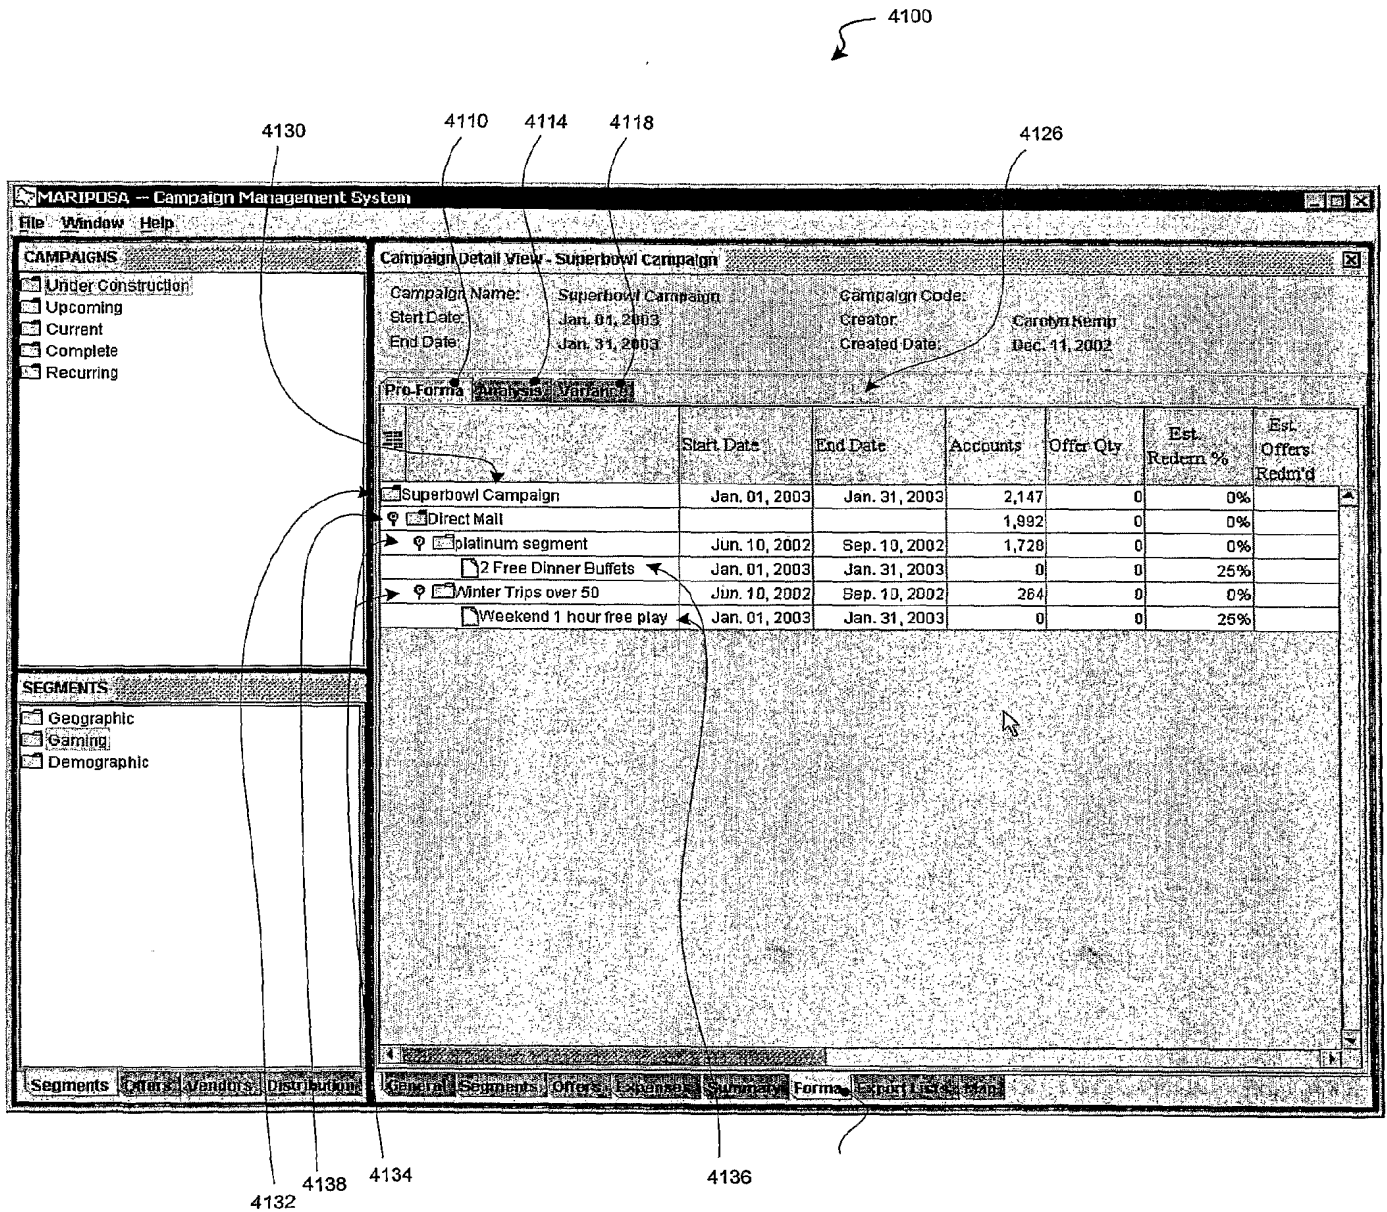 4100
4130 4110 4114 4118 4126
MARIPOSA -- Campaign Management System
File Window Help
CAMPAIGNS
Under Construction
Upcoming
Current
Complete
Recurring
Campaign Detail View - Superbowl Campaign
Campaign Name: Superbowl Campaign Campaign Code:
Start Date: Jan. 01, 2003 Creator: Carolyn Kemp
End Date: Jan. 31, 2003 Created Date: Dec. 11, 2002
Pro-Forma Analysis Variance
Start Date End Date Accounts Offer Qty Est. Redem % Est. Offers Redm'd
Superbowl Campaign Jan. 01, 2003 Jan. 31, 2003 2,147 0 0%
Direct Mail 1,992 0 0%
platinum segment Jun. 10, 2002 Sep. 10, 2002 1,728 0 0%
2 Free Dinner Buffets Jan. 01, 2003 Jan. 31, 2003 0 0 25%
Winter Trips over 50 Jun. 10, 2002 Sep. 10, 2002 264 0 0%
Weekend 1 hour free play Jan. 01, 2003 Jan. 31, 2003 0 0 25%
SEGMENTS
Geographic
Gaming
Demographic
Segments Offers Vendors Distribution
General Segments Offers Expenses Summary Forma Export Lists Plan
4132 4138 4134 4136